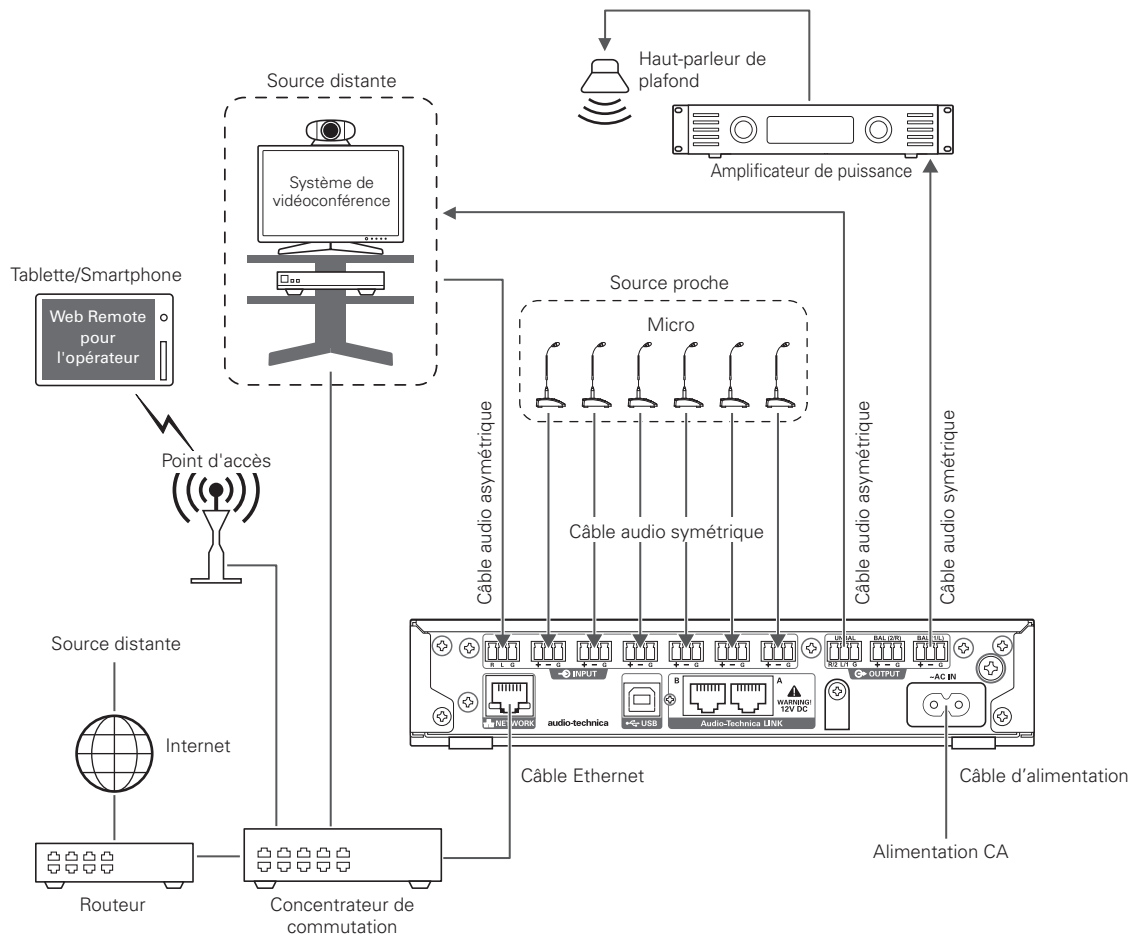 Haut-parleur de
plafond
Source distante
Amplificateur de puissance
Système de
vidéoconférence
Tablette/Smartphone
Web Remote
pour
l'opérateur
Source proche
Micro
Point d'accès
Câble audio asymétrique
Câble audio symétrique
Câble audio asymétrique
Câble audio symétrique
UNBAL BAL (2/R) BAL (1/L)
R L G + − G + − G + − G + − G + − G + − G R/2 L/1 G + − G + − G
INPUT OUTPUT
~AC IN
B A
WARNING!
12V DC
NETWORK audio-technica USB Audio-Technica LINK
Source distante
Internet
Câble Ethernet
Câble d’alimentation
Alimentation CA
Routeur
Concentrateur de
commutation